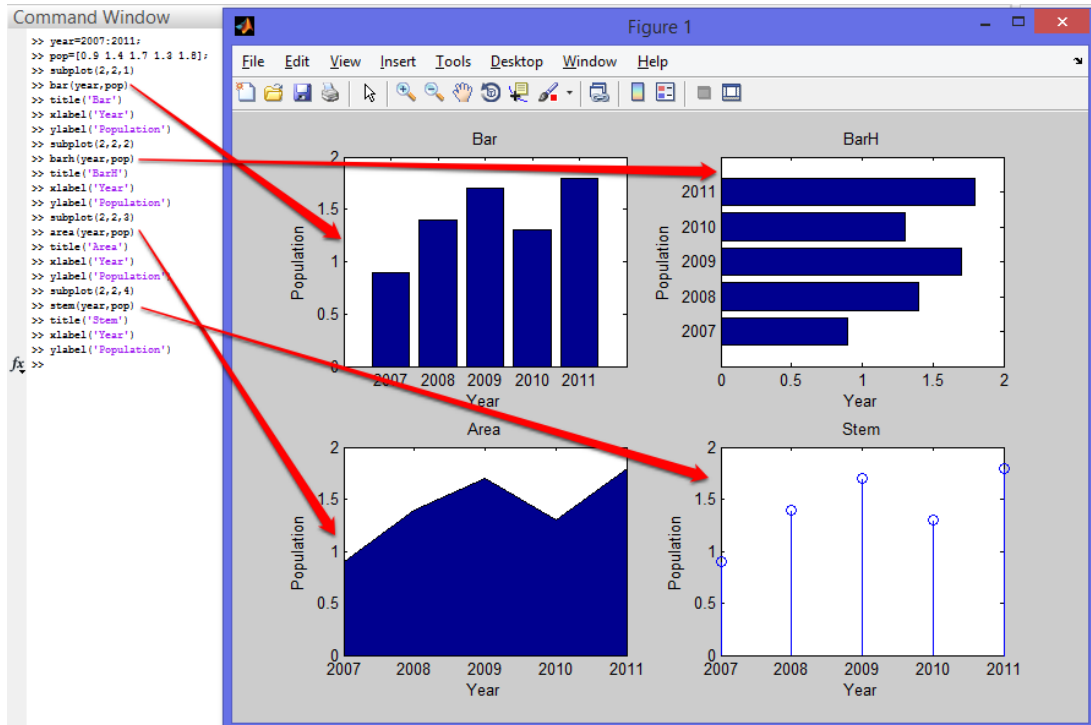 Command Window
>> year=2007:2011;
>> pop=[0.9 1.4 1.7 1.3 1.8];
>> subplot(2,2,1)
>> bar(year,pop)
>> title('Bar')
>> xlabel('Year')
>> ylabel('Population')
>> subplot(2,2,2)
>> barh(year,pop)
>> title('BarH')
>> xlabel('Year')
>> ylabel('Population')
>> subplot(2,2,3)
>> area(year,pop)
>> title('Area')
>> xlabel('Year')
>> ylabel('Population')
>> subplot(2,2,4)
>> stem(year,pop)
>> title('Stem')
>> xlabel('Year')
>> ylabel('Population')
fx >>
Figure 1
File Edit View Insert Tools Desktop Window Help
Bar
2
1.5
1
0.5
0
Population
2007 2008 2009 2010 2011
Year
BarH
2011
2010
2009
2008
2007
Population
0 0.5 1 1.5 2
Year
Area
2
1.5
1
0.5
0
Population
2007 2008 2009 2010 2011
Year
Stem
2
1.5
1
0.5
0
Population
2007 2008 2009 2010 2011
Year